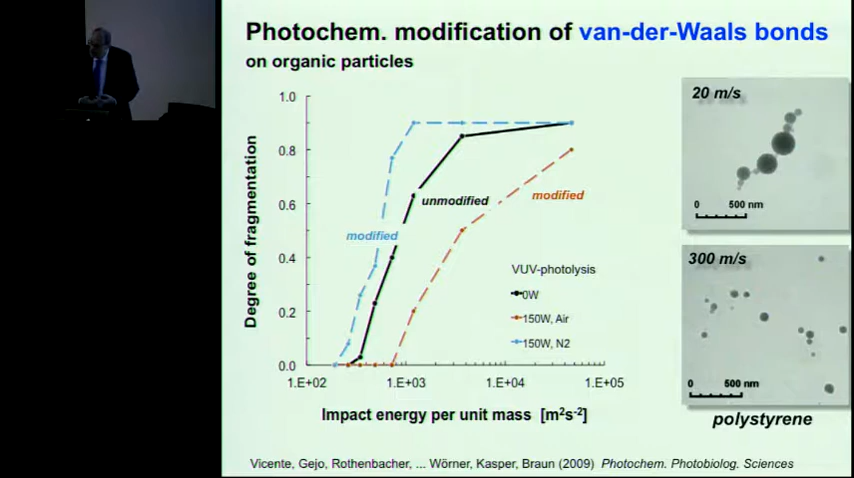 Photochem. modification of van-der-Waals bonds
on organic particles
Degree of fragmentation
1.0
0.8
0.6
0.4
0.2
0.0
1.E+02
1.E+03
1.E+04
1.E+05
Impact energy per unit mass [m²s⁻²]
modified
unmodified
modified
VUV-photolysis
0W
150W, Air
150W, N2
20 m/s
0 500 nm
300 m/s
0 500 nm
polystyrene
Vicente, Gejo, Rothenbacher, ... Wörner, Kasper, Braun (2009) Photochem. Photobiolog. Sciences